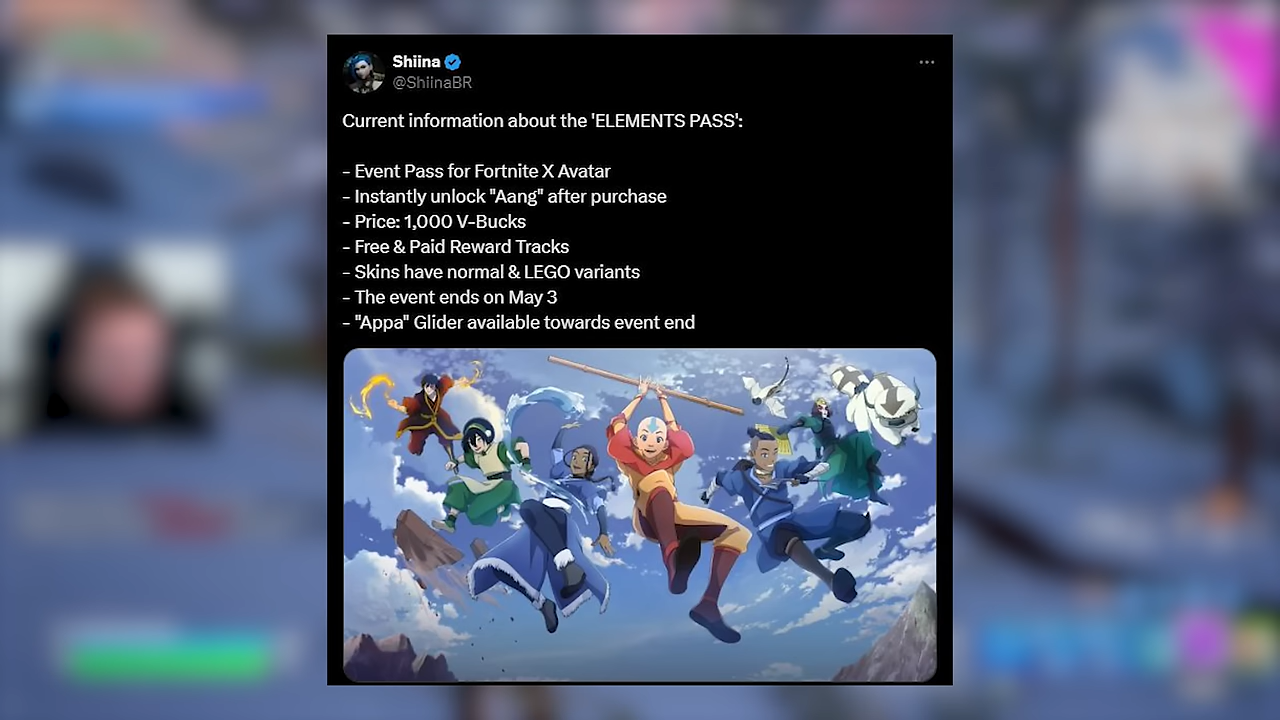 Shiina
@ShiinaBR
Current information about the 'ELEMENTS PASS':
- Event Pass for Fortnite X Avatar
- Instantly unlock "Aang" after purchase
- Price: 1,000 V-Bucks
- Free & Paid Reward Tracks
- Skins have normal & LEGO variants
- The event ends on May 3
- "Appa" Glider available towards event end